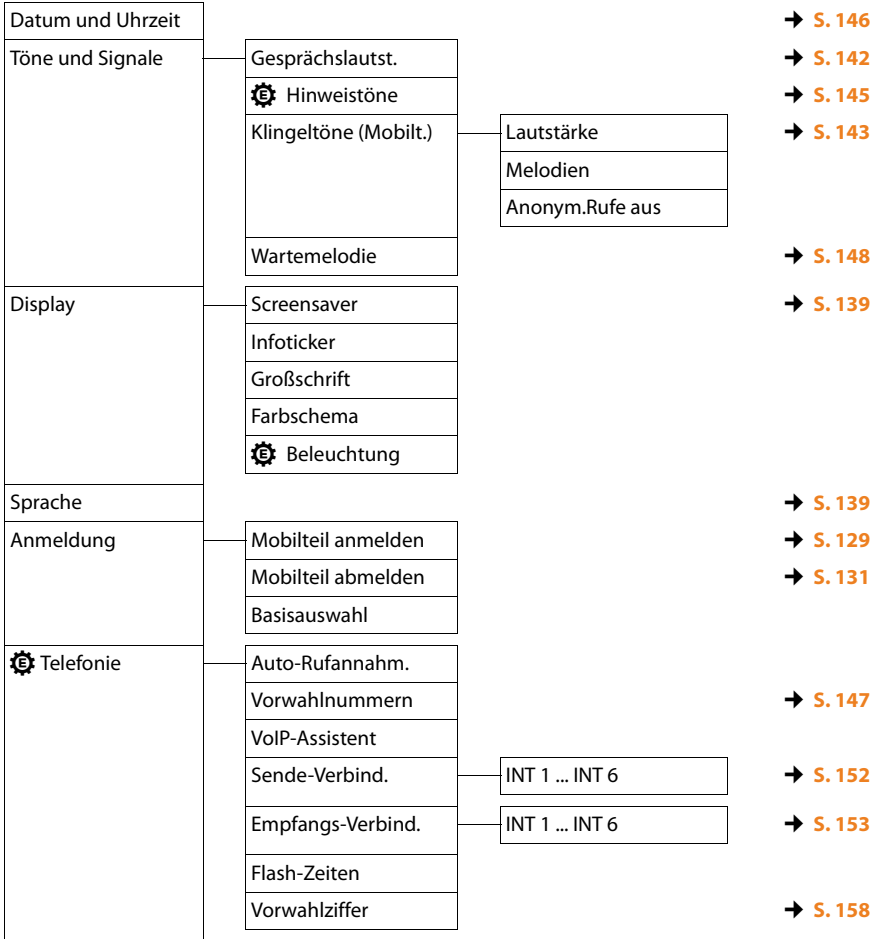 Datum und Uhrzeit ➔ S. 146
Töne und Signale Gesprächslautst. ➔ S. 142
E Hinweistöne ➔ S. 145
Klingeltöne (Mobilt.) Lautstärke ➔ S. 143
Melodien
Anonym.Rufe aus
Wartemelodie ➔ S. 148
Display Screensaver ➔ S. 139
Infoticker
Großschrift
Farbschema
E Beleuchtung
Sprache ➔ S. 139
Anmeldung Mobilteil anmelden ➔ S. 129
Mobilteil abmelden ➔ S. 131
Basisauswahl
E Telefonie Auto-Rufannahm.
Vorwahlnummern ➔ S. 147
VoIP-Assistent
Sende-Verbind. INT 1 ... INT 6 ➔ S. 152
Empfangs-Verbind. INT 1 ... INT 6 ➔ S. 153
Flash-Zeiten
Vorwahlziffer ➔ S. 158